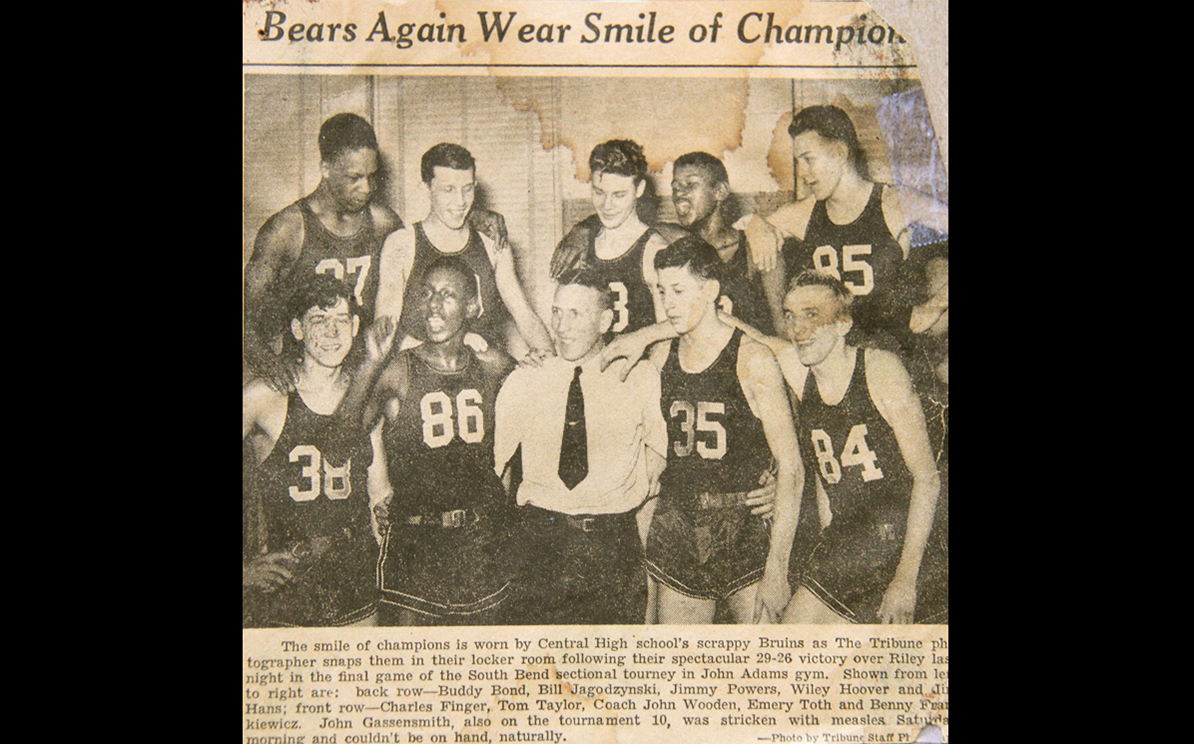 Bears Again Wear Smile of Champion
37
3
85
38
86
35
84
The smile of champions is worn by Central High school's scrappy Bruins as The Tribune ph
tographer snaps them in their locker room following their spectacular 29-26 victory over Riley las
night in the final game of the South Bend sectional tourney in John Adams gym. Shown from le
to right are: back row—Buddy Bond, Bill Jagodzynski, Jimmy Powers, Wiley Hoover and Ji
Hans; front row—Charles Finger, Tom Taylor, Coach John Wooden, Emery Toth and Benny Fran
kiewicz. John Gassensmith, also on the tournament 10, was stricken with measles Saturda
morning and couldn't be on hand, naturally.
—Photo by Tribune Staff Ph